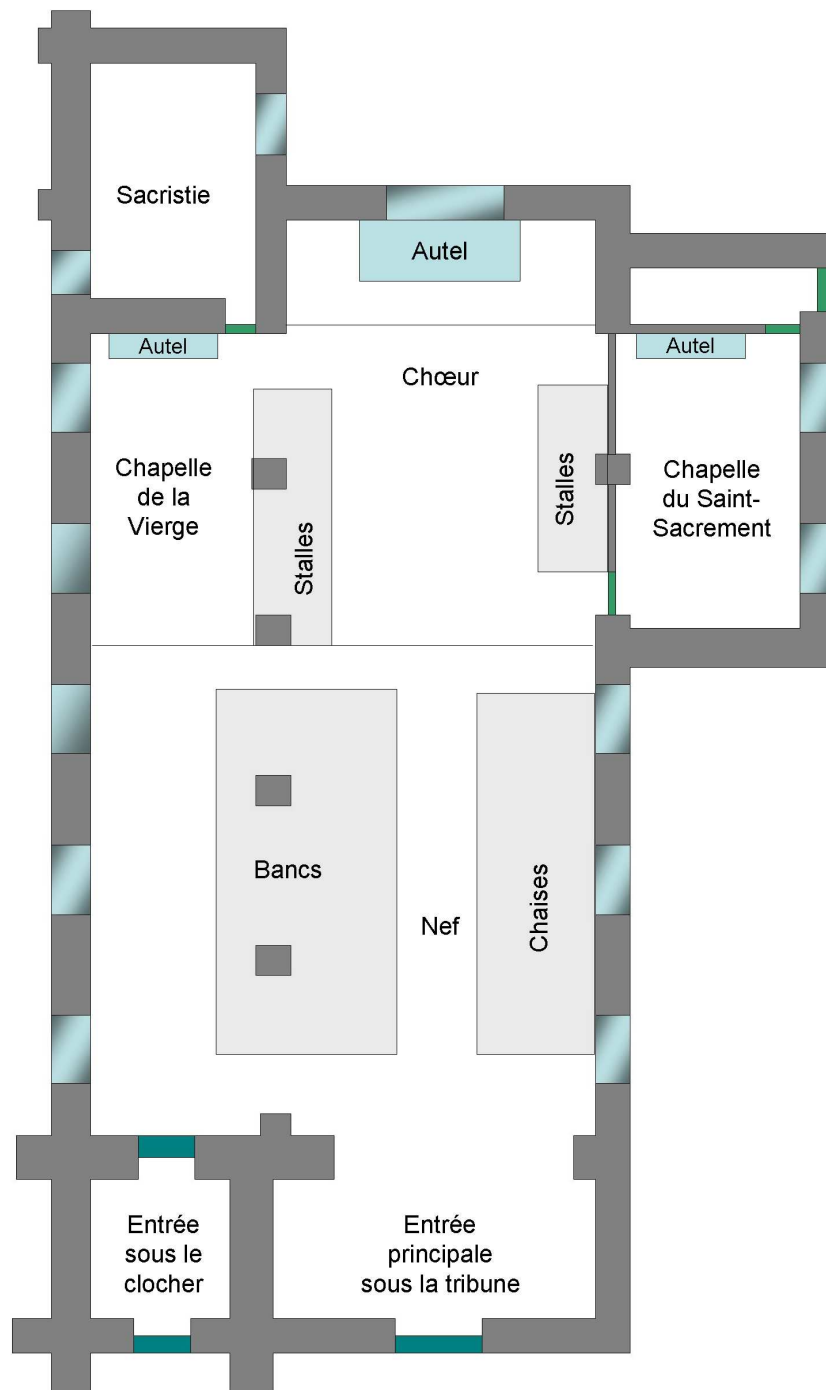 Sacristie
Autel
Autel
Autel
Chœur
Chapelle
de la
Vierge
Stalles
Stalles
Chapelle
du Saint-
Sacrement
Bancs
Nef
Chaises
Entrée
sous le
clocher
Entrée
principale
sous la tribune